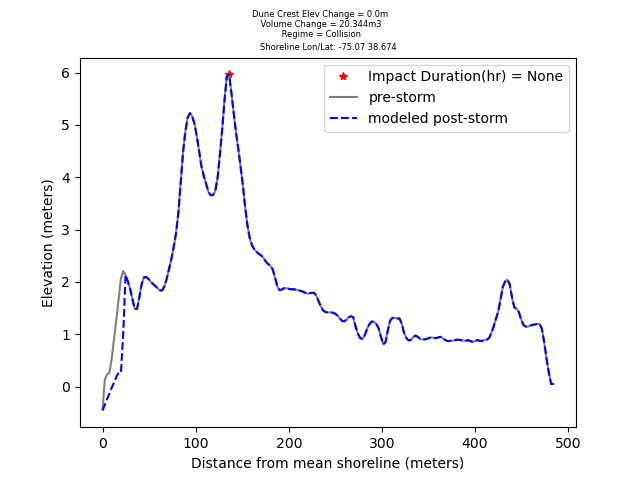 Dune Crest Elev Change = 0.0m
Volume Change = 20.344m3
Regime = Collision
Shoreline Lon/Lat: -75.07 38.674
Impact Duration(hr) = None
pre-storm
modeled post-storm
Elevation (meters)
6
5
4
3
2
1
0
0 100 200 300 400 500
Distance from mean shoreline (meters)